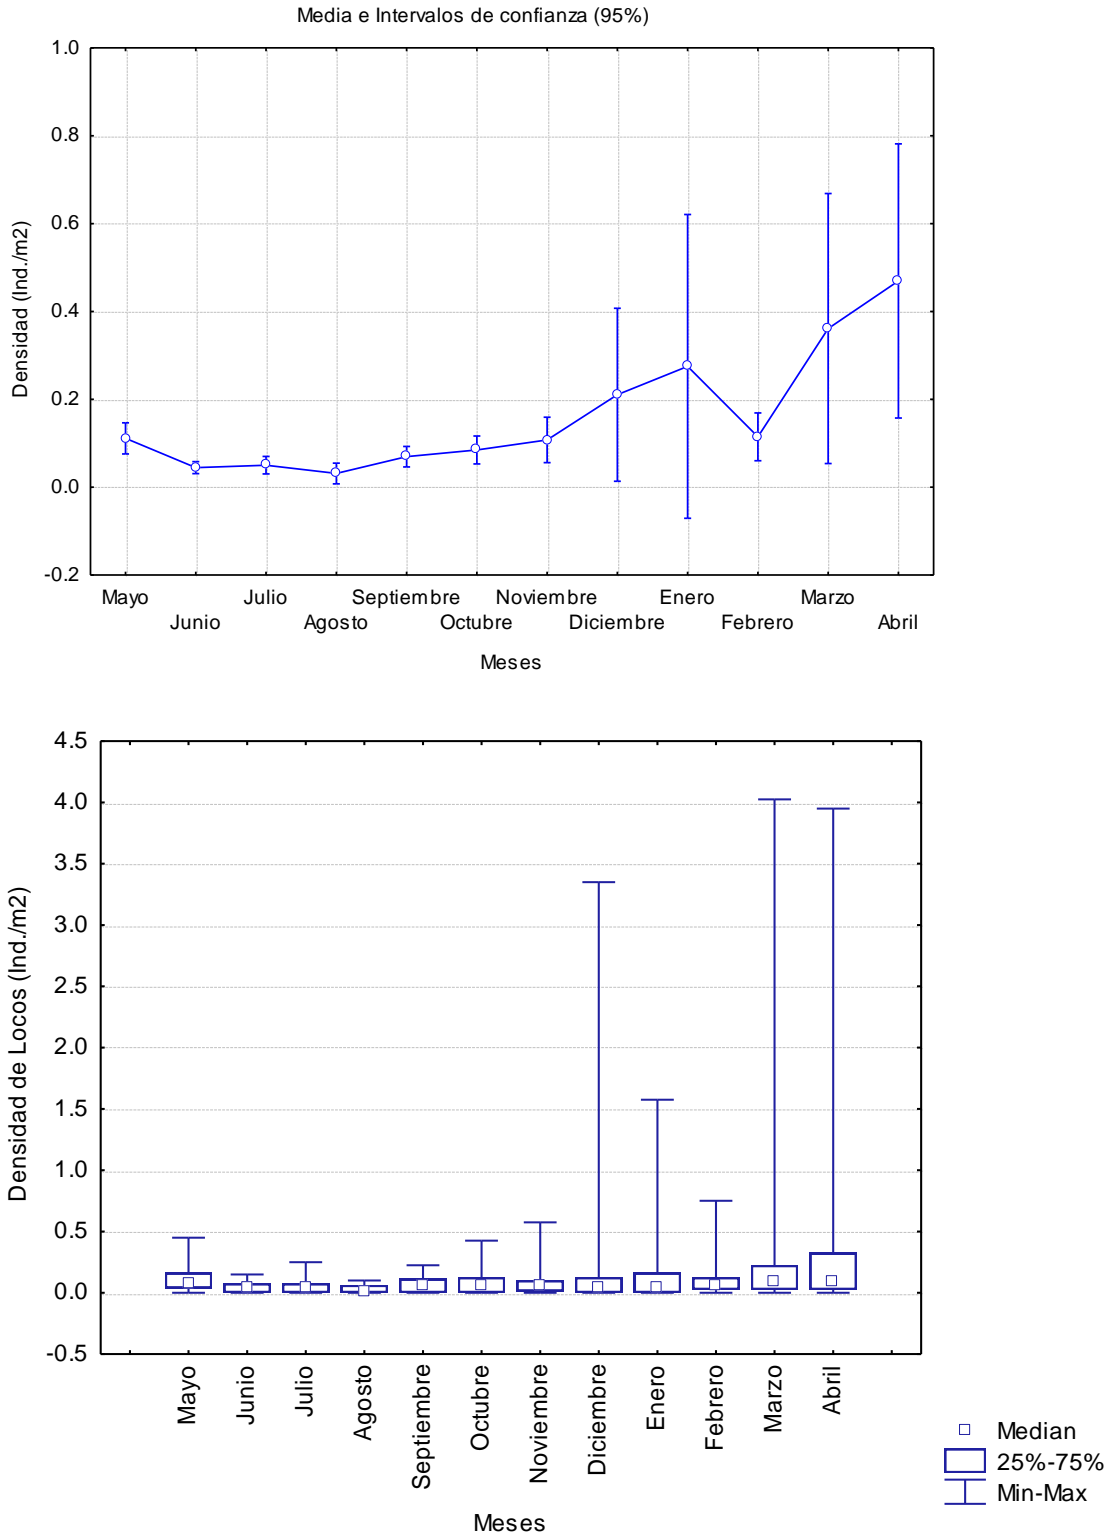 Media e Intervalos de confianza (95%)
1.0
0.8
0.6
0.4
0.2
0.0
-0.2
Densidad (Ind./m2)
Mayo Julio Septiembre Noviembre Enero Marzo
Junio Agosto Octubre Diciembre Febrero Abril
Meses
4.5
4.0
3.5
3.0
2.5
2.0
1.5
1.0
0.5
0.0
-0.5
Densidad de Locos (Ind./m2)
Mayo
Junio
Julio
Agosto
Septiembre
Octubre
Noviembre
Diciembre
Enero
Febrero
Marzo
Abril
Meses
Median
25%-75%
Min-Max